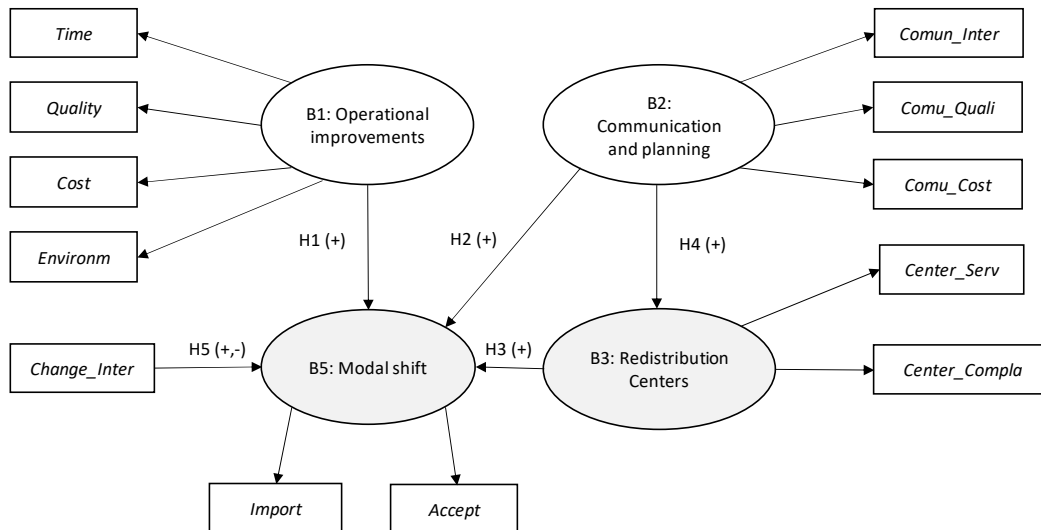 Time
Quality
Cost
Environm
B1: Operational
improvements
B2:
Communication
and planning
Comun_Inter
Comu_Quali
Comu_Cost
H1 (+)
H2 (+)
H4 (+)
Center_Serv
Center_Compla
Change_Inter
H5 (+,-)
B5: Modal shift
H3 (+)
B3: Redistribution
Centers
Import
Accept